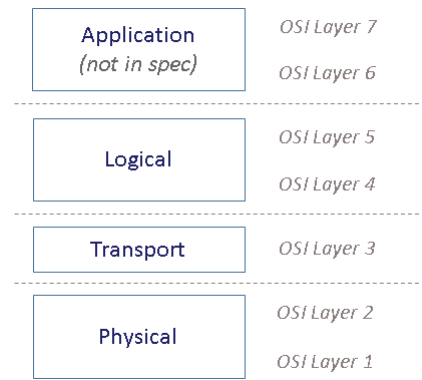 Application
(not in spec)
OSI Layer 7
OSI Layer 6
Logical
OSI Layer 5
OSI Layer 4
Transport
OSI Layer 3
Physical
OSI Layer 2
OSI Layer 1